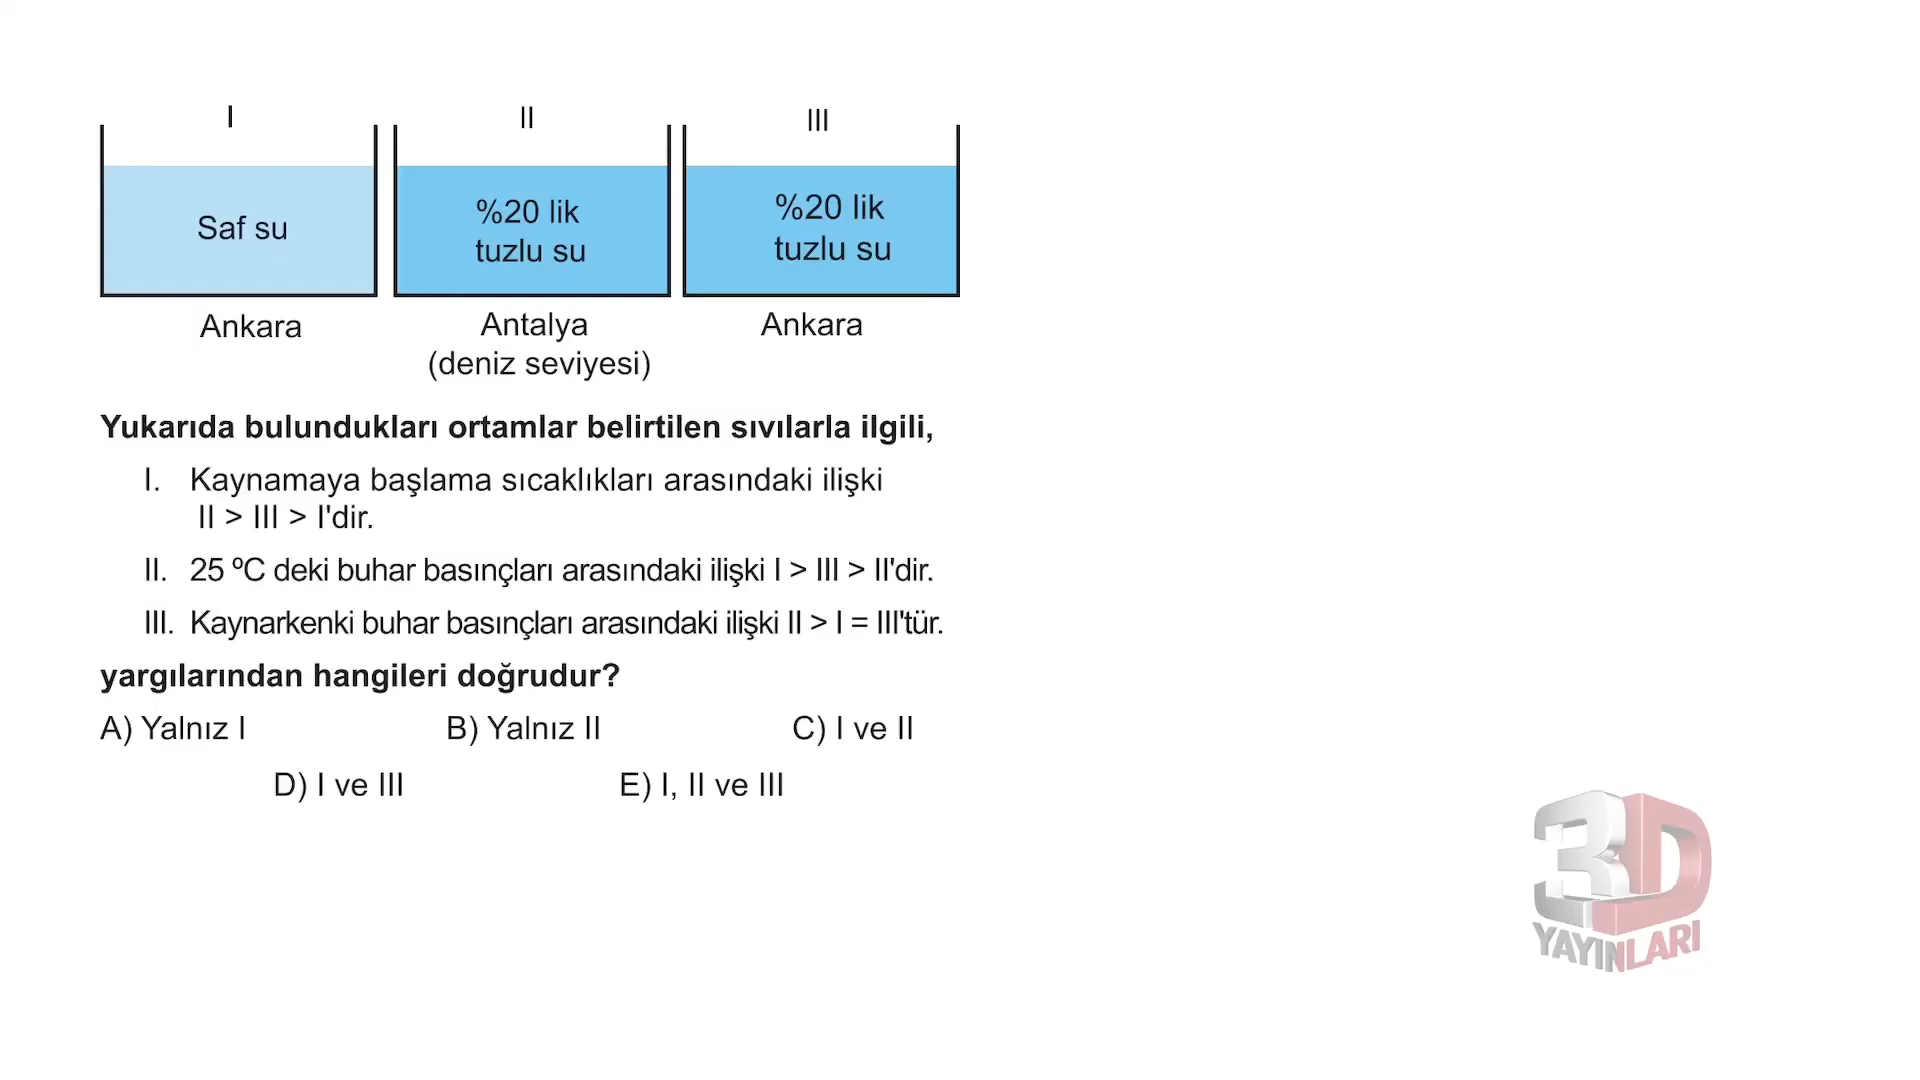 I
II
III
Saf su
%20 lik
tuzlu su
%20 lik
tuzlu su
Ankara
Antalya
(deniz seviyesi)
Ankara
Yukarıda bulundukları ortamlar belirtilen sıvılarla ilgili,
I. Kaynamaya başlama sıcaklıkları arasındaki ilişki
II > III > I'dir.
II. 25 ºC deki buhar basınçları arasındaki ilişki I > III > II'dir.
III. Kaynarkenki buhar basınçları arasındaki ilişki II > I = III'tür.
yargılarından hangileri doğrudur?
A) Yalnız I B) Yalnız II C) I ve II
D) I ve III E) I, II ve III
3D
YAYINLARI